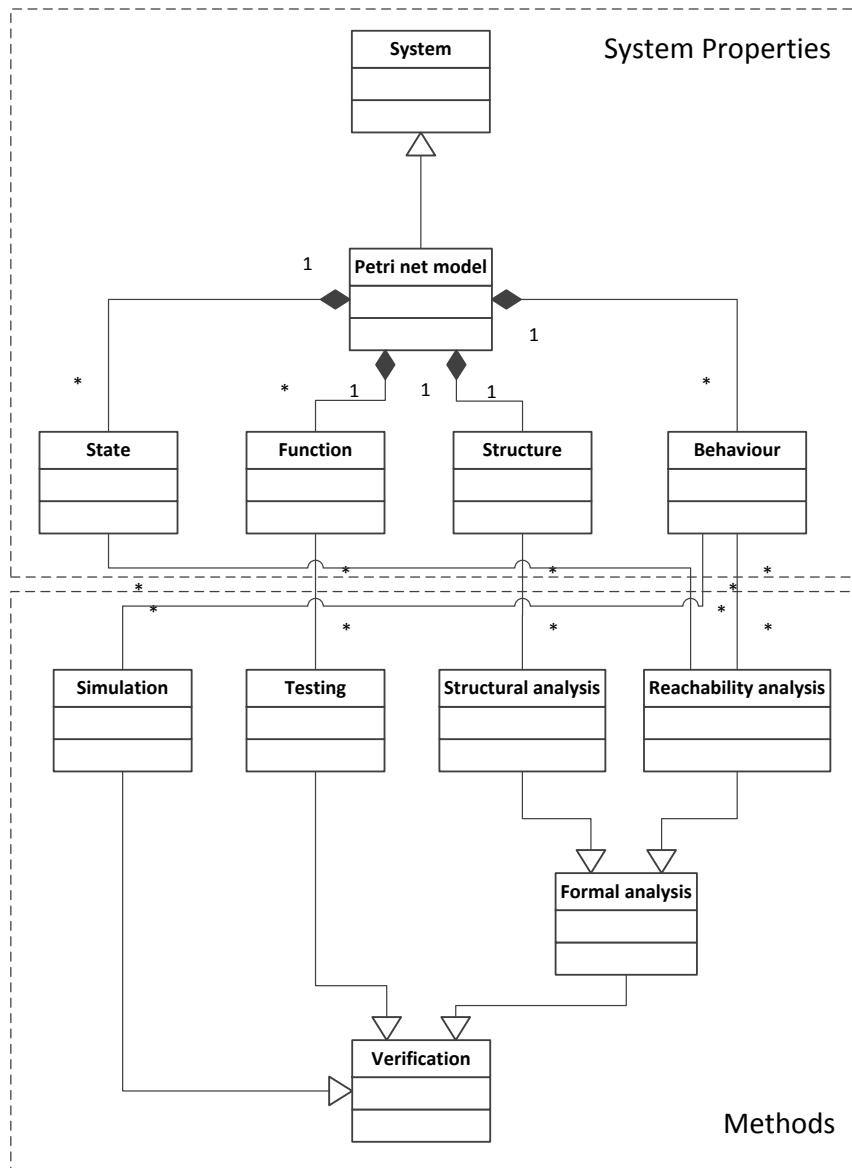 System
System Properties
1
Petri net model
1
*
*
1
1
1
*
State
Function
Structure
Behaviour
*
*
*
*
*
*
*
*
*
*
Simulation
Testing
Structural analysis
Reachability analysis
Formal analysis
Verification
Methods